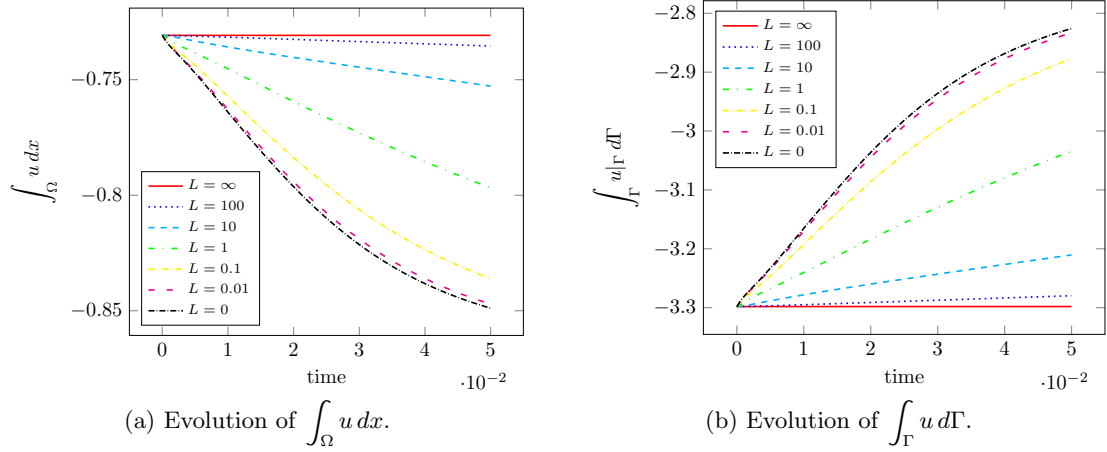 −0.75
−0.8
−0.85
0 1 2 3 4 5
·10⁻²
time
∫_Ω u dx
L = ∞
L = 100
L = 10
L = 1
L = 0.1
L = 0.01
L = 0
(a) Evolution of ∫_Ω u dx.
−2.8
−2.9
−3
−3.1
−3.2
−3.3
0 1 2 3 4 5
·10⁻²
time
∫_Γ u|Γ dΓ
L = ∞
L = 100
L = 10
L = 1
L = 0.1
L = 0.01
L = 0
(b) Evolution of ∫_Γ u dΓ.